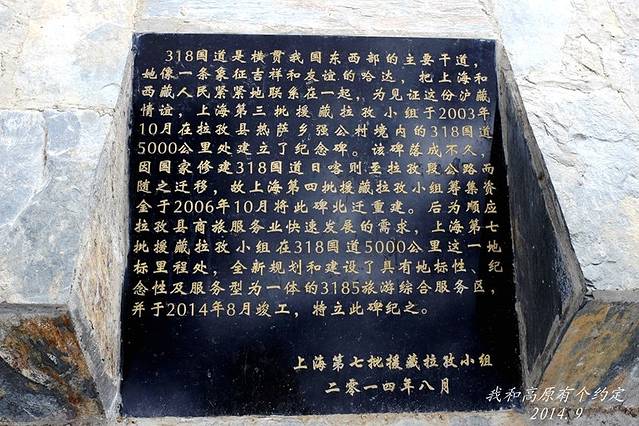 318国道是横贯我国东西部的主要干道，
她像一条象征吉祥和友谊的哈达，把上海和
西藏人民紧紧地联系在一起。为见证这份沪藏
情谊，上海第三批援藏拉孜小组于2003年
10月在拉孜县热萨乡强公村境内的318国道
5000公里处建立了纪念碑。该碑落成不久，
因国家修建318国道日喀则至拉孜段公路而
随之迁移，故上海第四批援藏拉孜小组筹集资
金于2006年10月将此碑北迁重建。后为顺应
拉孜县商旅服务业快速发展的需求，上海第七
批援藏拉孜小组在318国道5000公里这一地
标里程处，全新规划和建设了具有地标性、纪
念性及服务型为一体的3185旅游综合服务区，
并于2014年8月竣工，特立此碑纪之。
上海第七批援藏拉孜小组
二零一四年八月
我和高原有个约定
2014.9